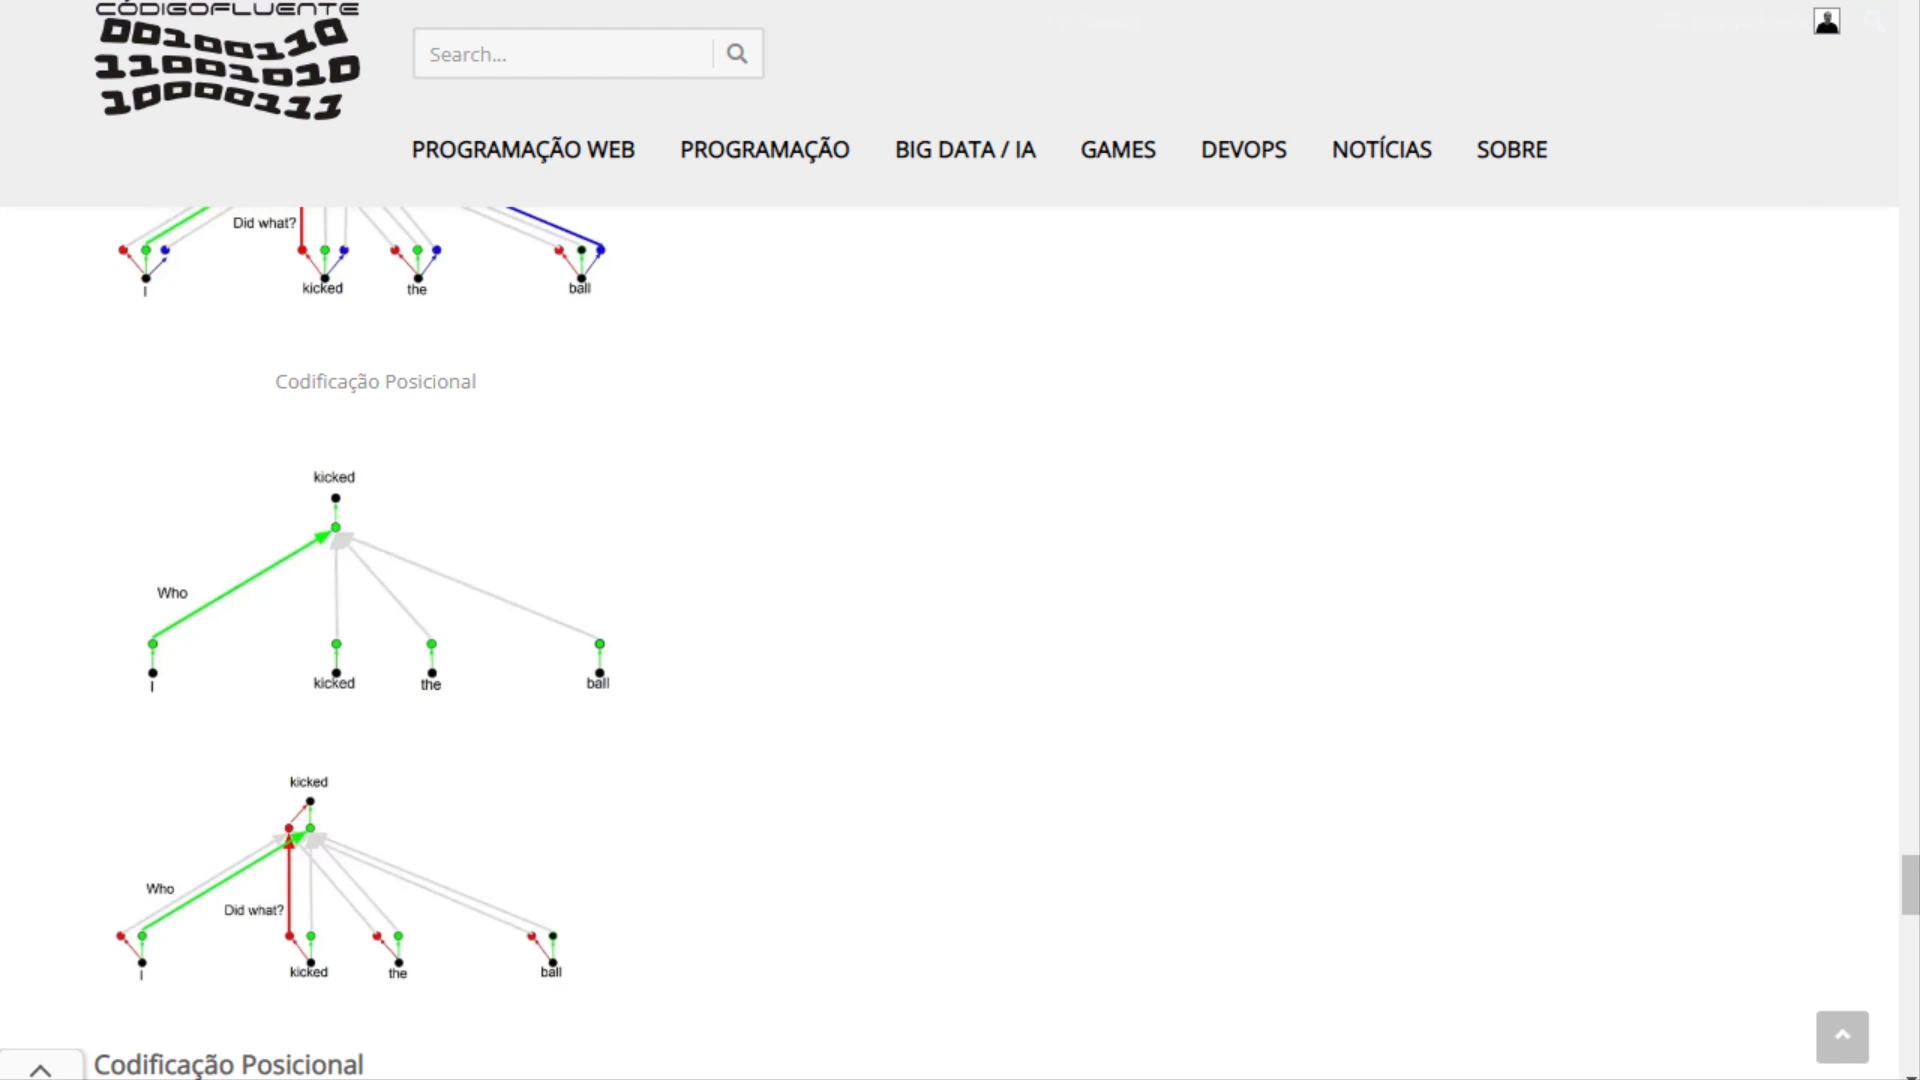 CÓDIGOFLUENTE
00100110
11001010
10000111
Search...
PROGRAMAÇÃO WEB PROGRAMAÇÃO BIG DATA / IA GAMES DEVOPS NOTÍCIAS SOBRE
Did what?
I kicked the ball
Codificação Posicional
kicked
Who
I kicked the ball
kicked
Who
Did what?
I kicked the ball
Codificação Posicional